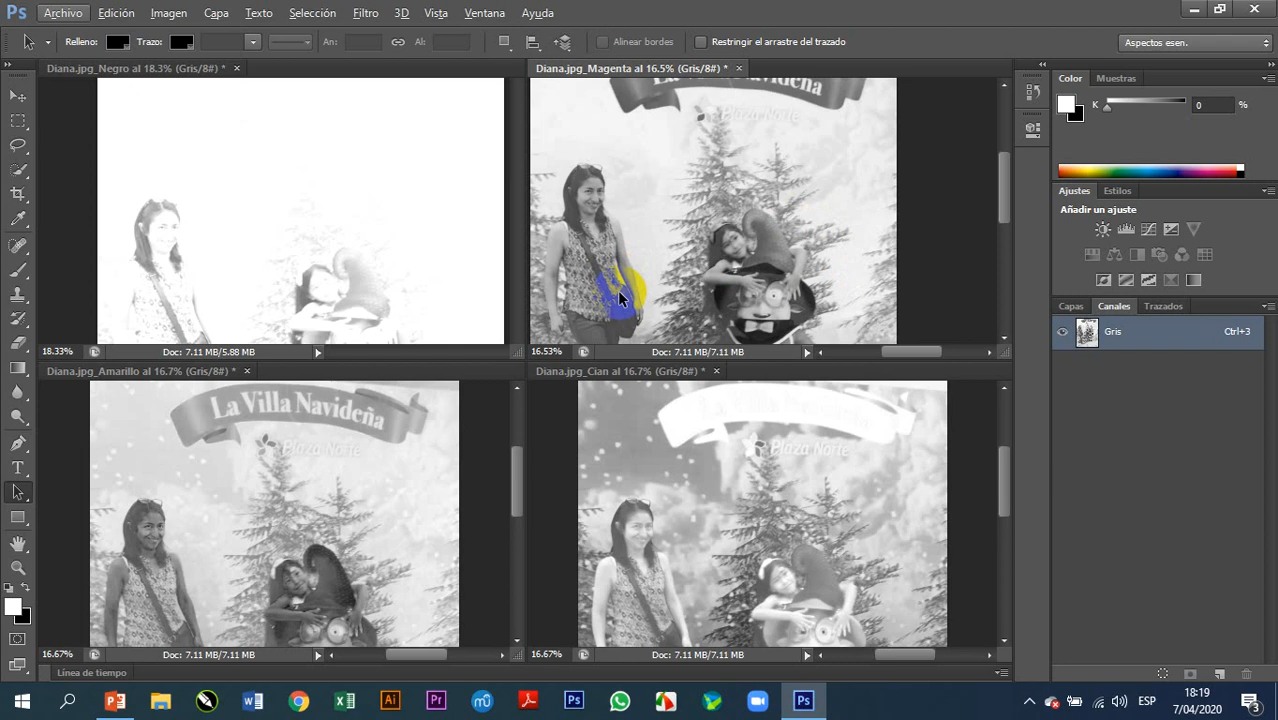 Ps Archivo Edición Imagen Capa Texto Selección Filtro 3D Vista Ventana Ayuda
Relleno: Trazo: An: Al.: Alinear bordes Restringir el arrastre del trazado Aspectos esen.
Diana.jpg_Negro al 18.3% (Gris/8#) * ×
Diana.jpg_Magenta al 16.5% (Gris/8#) * ×
Color Muestras
K 0 %
Ajustes Estilos
Añadir un ajuste
Capas Canales Trazados
Gris Ctrl+3
Plaza Norte
18.33% Doc: 7.11 MB/5.88 MB
16.53% Doc: 7.11 MB/7.11 MB
Diana.jpg_Amarillo al 16.7% (Gris/8#) * ×
Diana.jpg_Cian al 16.7% (Gris/8#) * ×
La Villa Navideña
Plaza Norte
La Villa Navideña
Plaza Norte
16.67% Doc: 7.11 MB/7.11 MB
16.67% Doc: 7.11 MB/7.11 MB
Línea de tiempo
ESP
18:19
7/04/2020
3